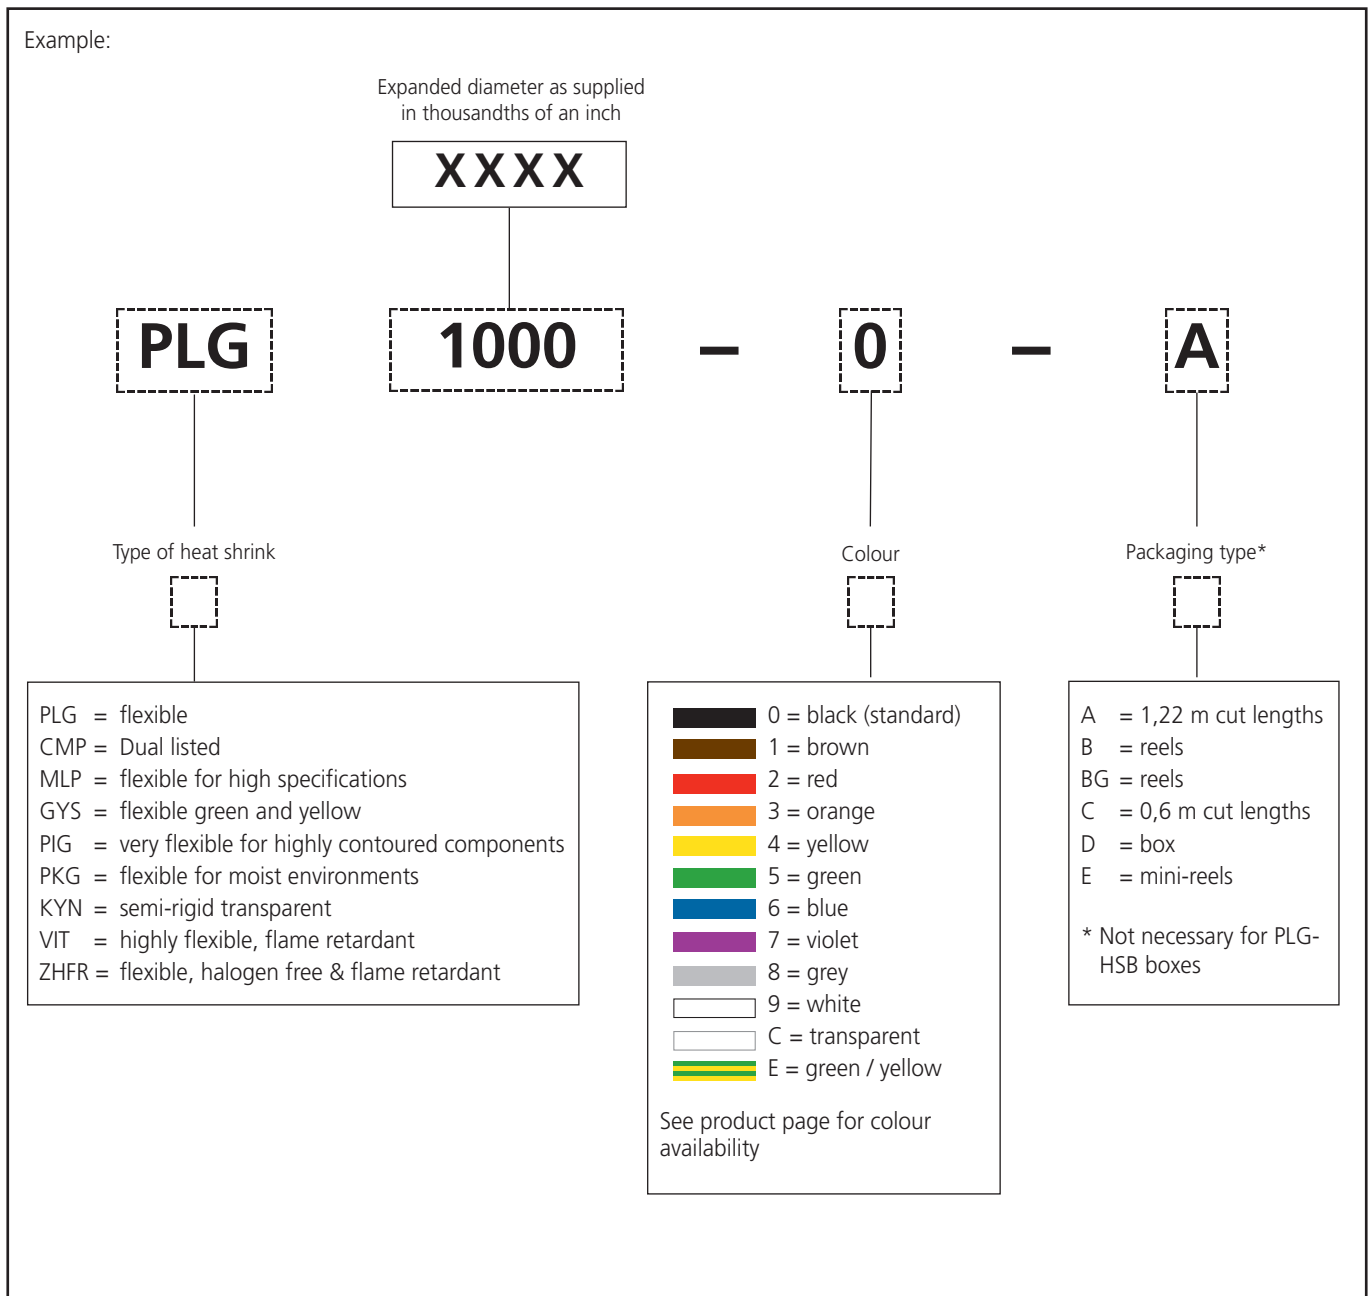 Example:
Expanded diameter as supplied
in thousandths of an inch
XXXX
PLG 1000 – 0 – A
Type of heat shrink
Colour
Packaging type*
PLG = flexible
CMP = Dual listed
MLP = flexible for high specifications
GYS = flexible green and yellow
PIG = very flexible for highly contoured components
PKG = flexible for moist environments
KYN = semi-rigid transparent
VIT = highly flexible, flame retardant
ZHFR = flexible, halogen free & flame retardant
0 = black (standard)
1 = brown
2 = red
3 = orange
4 = yellow
5 = green
6 = blue
7 = violet
8 = grey
9 = white
C = transparent
E = green / yellow
See product page for colour
availability
A = 1,22 m cut lengths
B = reels
BG = reels
C = 0,6 m cut lengths
D = box
E = mini-reels
* Not necessary for PLG-
HSB boxes